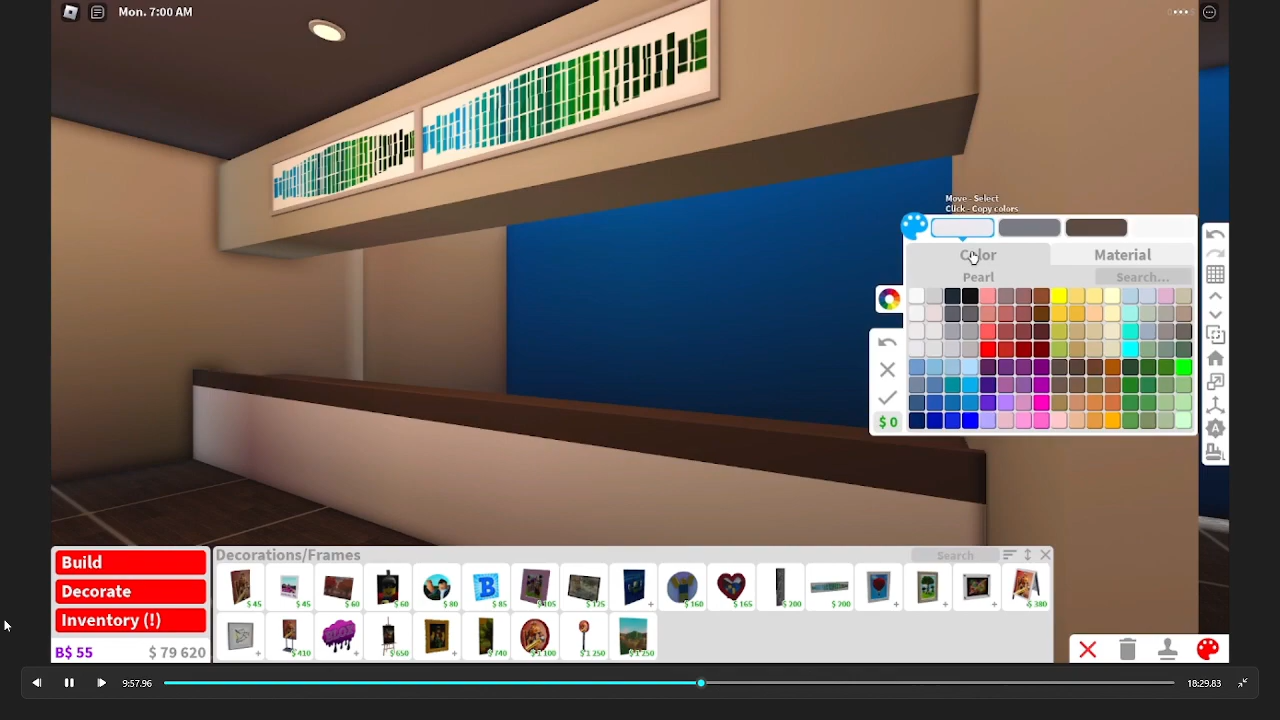 Mon. 7:00 AM
Move - Select
Click - Copy colors
Color
Material
Pearl
Search...
$ 0
Build
Decorate
Inventory (!)
B$ 55
$ 79 620
Decorations/Frames
Search
$ 45
$ 45
$ 60
$ 60
$ 80
B
$ 85
$ 105
$ 125
+
$ 160
$ 165
$ 200
$ 200
+
+
+
$ 380
+
$ 410
+
$ 650
+
$ 740
$ 1 100
$ 1 250
$ 1 250
9:57.96
18:29.83